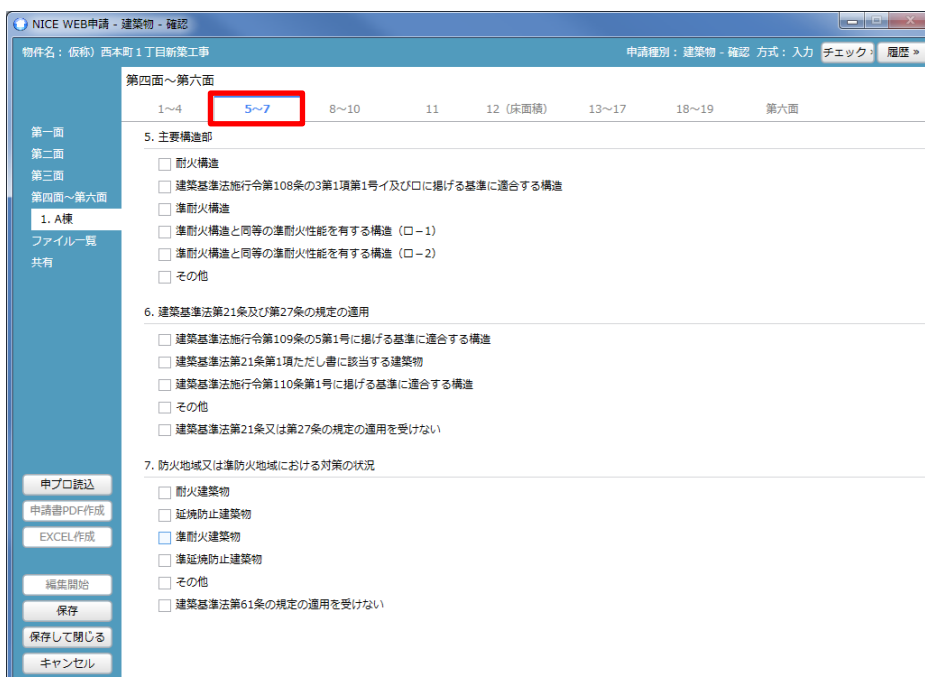 NICE WEB申請 - 建築物 - 確認
物件名： 仮称）西本町１丁目新築工事
申請種別：建築物 - 確認 方式：入力 チェック› 履歴 »
第四面～第六面
1～4 5～7 8～10 11 12（床面積） 13～17 18～19 第六面
第一面
第二面
第三面
第四面～第六面
1. A棟
ファイル一覧
共有
5. 主要構造部
耐火構造
建築基準法施行令第108条の3第1項第1号イ及びロに掲げる基準に適合する構造
準耐火構造
準耐火構造と同等の準耐火性能を有する構造（ロ－1）
準耐火構造と同等の準耐火性能を有する構造（ロ－2）
その他
6. 建築基準法第21条及び第27条の規定の適用
建築基準法施行令第109条の5第1号に掲げる基準に適合する構造
建築基準法第21条第1項ただし書に該当する建築物
建築基準法施行令第110条第1号に掲げる基準に適合する構造
その他
建築基準法第21条又は第27条の規定の適用を受けない
7. 防火地域又は準防火地域における対策の状況
耐火建築物
延焼防止建築物
準耐火建築物
準延焼防止建築物
その他
建築基準法第61条の規定の適用を受けない
申プロ読込
申請書PDF作成
EXCEL作成
編集開始
保存
保存して閉じる
キャンセル